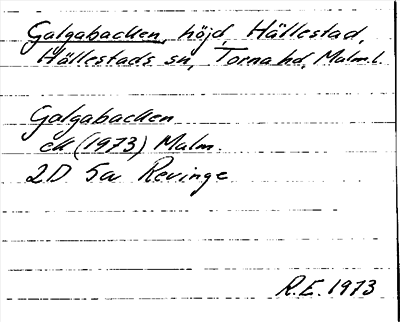 Galgabacken, höjd, Hällestad,
Hällestads sn, Torna hd, Malm. l.
Galgabacken
ek (1973) Malm.
2D 5a Revinge
R.E. 1973